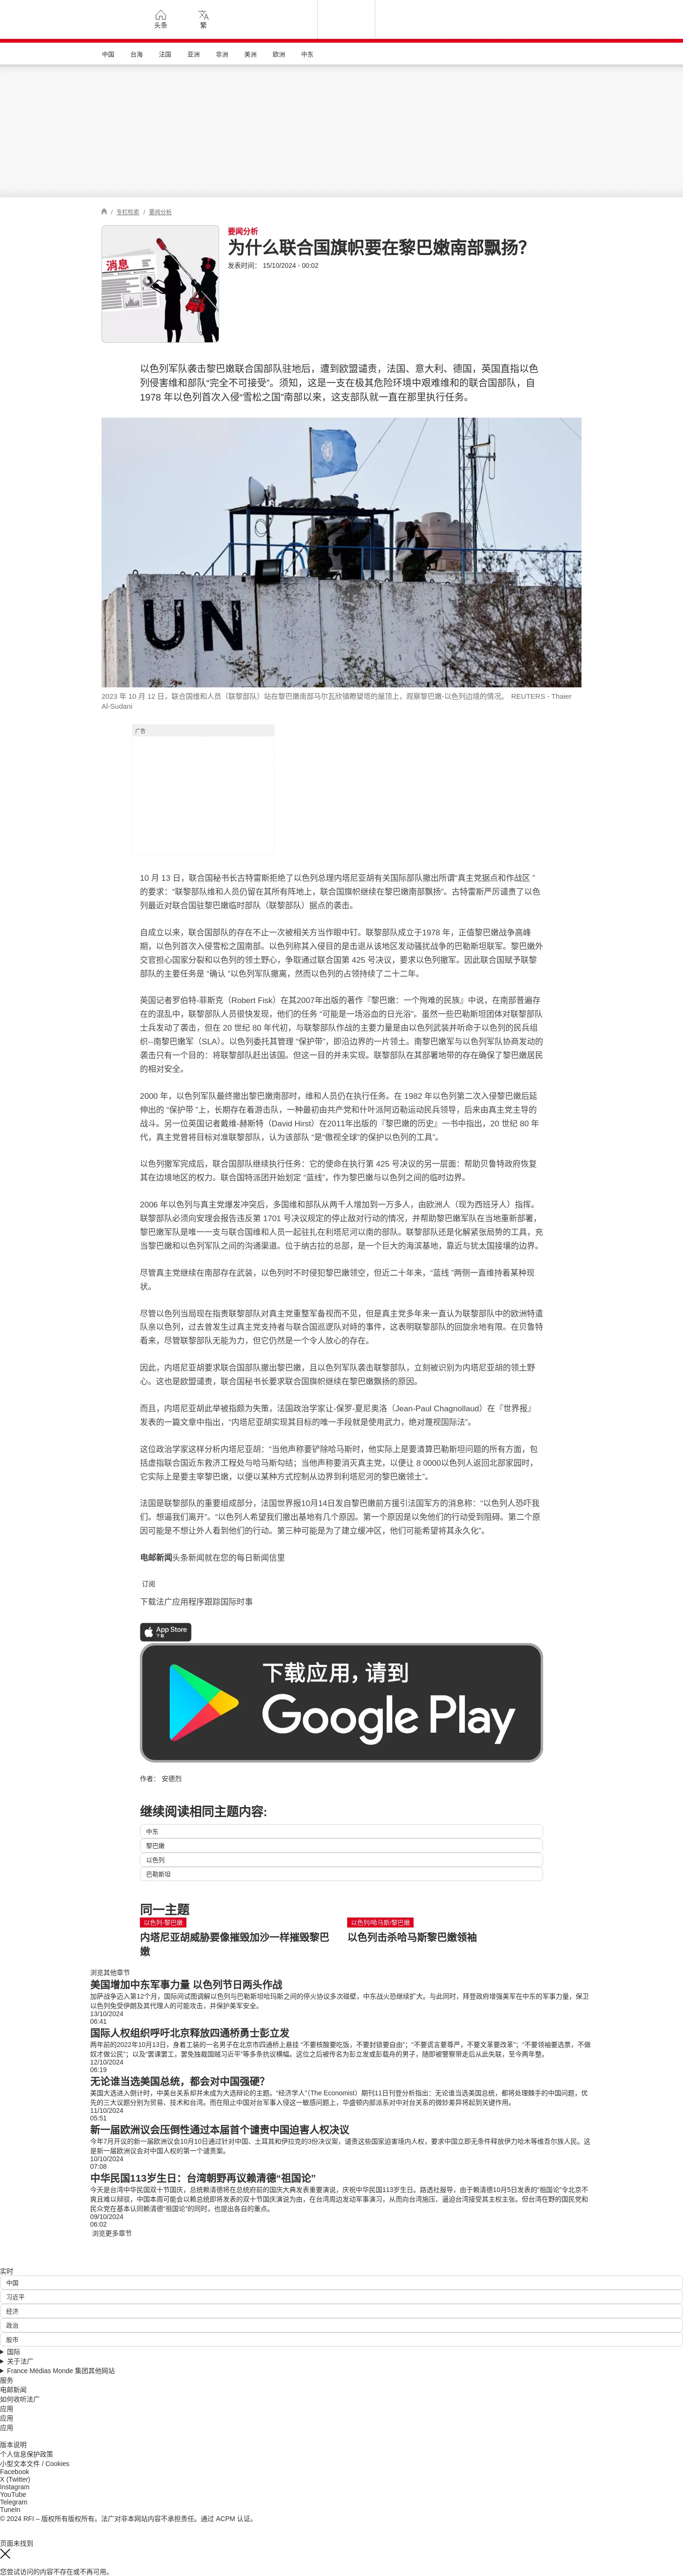 头条
繁
中国 台海 法国 亚洲 非洲 美洲 欧洲 中东
/ 专栏检索 / 要闻分析
消息
要闻分析
为什么联合国旗帜要在黎巴嫩南部飘扬?
发表时间： 15/10/2024 - 00:02
以色列军队袭击黎巴嫩联合国部队驻地后，遭到欧盟谴责，法国、意大利、德国，英国直指以色
列侵害维和部队“完全不可接受”。须知，这是一支在极其危险环境中艰难维和的联合国部队，自
1978 年以色列首次入侵“雪松之国”南部以来，这支部队就一直在那里执行任务。
UN
2023 年 10 月 12 日，联合国维和人员（联黎部队）站在黎巴嫩南部马尔瓦欣镇瞭望塔的屋顶上，观察黎巴嫩-以色列边境的情况。 REUTERS - Thaier
Al-Sudani
广告
10 月 13 日，联合国秘书长古特雷斯拒绝了以色列总理内塔尼亚胡有关国际部队撤出所谓“真主党据点和作战区 ”
的要求：“联黎部队维和人员仍留在其所有阵地上，联合国旗帜继续在黎巴嫩南部飘扬”。古特雷斯严厉谴责了以色
列最近对联合国驻黎巴嫩临时部队（联黎部队）据点的袭击。
自成立以来，联合国部队的存在不止一次被相关方当作眼中钉。联黎部队成立于1978 年，正值黎巴嫩战争高峰
期，以色列首次入侵雪松之国南部。以色列称其入侵目的是击退从该地区发动骚扰战争的巴勒斯坦联军。黎巴嫩外
交官担心国家分裂和以色列的领土野心，争取通过联合国第 425 号决议，要求以色列撤军。因此联合国赋予联黎
部队的主要任务是 “确认 ”以色列军队撤离，然而以色列的占领持续了二十二年。
英国记者罗伯特-菲斯克（Robert Fisk）在其2007年出版的著作『黎巴嫩：一个殉难的民族』中说，在南部普遍存
在的混乱中，联黎部队人员很快发现，他们的任务 “可能是一场浴血的日光浴”。虽然一些巴勒斯坦团体对联黎部队
士兵发动了袭击，但在 20 世纪 80 年代初，与联黎部队作战的主要力量是由以色列武装并听命于以色列的民兵组
织--南黎巴嫩军（SLA）。以色列委托其管理 “保护带”，即沿边界的一片领土。南黎巴嫩军与以色列军队协商发动的
袭击只有一个目的：将联黎部队赶出该国。但这一目的并未实现。联黎部队在其部署地带的存在确保了黎巴嫩居民
的相对安全。
2000 年，以色列军队最终撤出黎巴嫩南部时，维和人员仍在执行任务。在 1982 年以色列第二次入侵黎巴嫩后延
伸出的 “保护带 ”上，长期存在着游击队，一种最初由共产党和什叶派阿迈勒运动民兵领导，后来由真主党主导的
战斗。另一位英国记者戴维-赫斯特（David Hirst）在2011年出版的『黎巴嫩的历史』一书中指出，20 世纪 80 年
代，真主党曾将目标对准联黎部队，认为该部队 “是“傲视全球”的保护以色列的工具”。
以色列撤军完成后，联合国部队继续执行任务：它的使命在执行第 425 号决议的另一层面：帮助贝鲁特政府恢复
其在边境地区的权力。联合国特派团开始划定 “蓝线”，作为黎巴嫩与以色列之间的临时边界。
2006 年以色列与真主党爆发冲突后，多国维和部队从两千人增加到一万多人，由欧洲人（现为西班牙人）指挥。
联黎部队必须向安理会报告违反第 1701 号决议规定的停止敌对行动的情况，并帮助黎巴嫩军队在当地重新部署，
黎巴嫩军队是唯一一支与联合国维和人员一起驻扎在利塔尼河以南的部队。联黎部队还是化解紧张局势的工具，充
当黎巴嫩和以色列军队之间的沟通渠道。位于纳古拉的总部，是一个巨大的海滨基地，靠近与犹太国接壤的边界。
尽管真主党继续在南部存在武装，以色列时不时侵犯黎巴嫩领空，但近二十年来，“蓝线 ”两侧一直维持着某种现
状。
尽管以色列当局现在指责联黎部队对真主党重整军备视而不见，但是真主党多年来一直认为联黎部队中的欧洲特遣
队亲以色列，过去曾发生过真主党支持者与联合国巡逻队对峙的事件，这表明联黎部队的回旋余地有限。在贝鲁特
看来，尽管联黎部队无能为力，但它仍然是一个令人放心的存在。
因此，内塔尼亚胡要求联合国部队撤出黎巴嫩，且以色列军队袭击联黎部队，立刻被识别为内塔尼亚胡的领土野
心。这也是欧盟谴责，联合国秘书长要求联合国旗帜继续在黎巴嫩飘扬的原因。
而且，内塔尼亚胡此举被指颇为失策，法国政治学家让-保罗-夏尼奥洛（Jean-Paul Chagnollaud）在『世界报』
发表的一篇文章中指出，“内塔尼亚胡实现其目标的唯一手段就是使用武力，绝对蔑视国际法”。
这位政治学家这样分析内塔尼亚胡：“当他声称要铲除哈马斯时，他实际上是要清算巴勒斯坦问题的所有方面，包
括虚指联合国近东救济工程处与哈马斯勾结；当他声称要消灭真主党，以便让 8 0000以色列人返回北部家园时，
它实际上是要主宰黎巴嫩，以便以某种方式控制从边界到利塔尼河的黎巴嫩领土”。
法国是联黎部队的重要组成部分，法国世界报10月14日发自黎巴嫩前方援引法国军方的消息称：“以色列人恐吓我
们。想逼我们离开”。“以色列人希望我们撤出基地有几个原因。第一个原因是以免他们的行动受到阻碍。第二个原
因可能是不想让外人看到他们的行动。第三种可能是为了建立缓冲区，他们可能希望将其永久化”。
电邮新闻头条新闻就在您的每日新闻信里
订阅
下载法广应用程序跟踪国际时事
App Store
下载
下载应用，请到
Google Play
作者： 安德烈
继续阅读相同主题内容:
中东
黎巴嫩
以色列
巴勒斯坦
同一主题
以色列-黎巴嫩
内塔尼亚胡威胁要像摧毁加沙一样摧毁黎巴
嫩
以色列/哈马斯/黎巴嫩
以色列击杀哈马斯黎巴嫩领袖
浏览其他章节
美国增加中东军事力量 以色列节日两头作战
加萨战争迈入第12个月，国际间试图调解以色列与巴勒斯坦哈玛斯之间的停火协议多次碰壁，中东战火恐继续扩大。与此同时，拜登政府增强美军在中东的军事力量，保卫
以色列免受伊朗及其代理人的可能攻击，并保护美军安全。
13/10/2024
06:41
国际人权组织呼吁北京释放四通桥勇士彭立发
两年前的2022年10月13日，身着工装的一名男子在北京市四通桥上悬挂 “不要核酸要吃饭，不要封锁要自由”；“不要谎言要尊严，不要文革要改革”；“不要领袖要选票，不做
奴才做公民”；以及“罢课罢工，罢免独裁国贼习近平”等多条抗议横幅。这位之后被传名为彭立发或彭载舟的男子，随即被警察带走后从此失联，至今两年整。
12/10/2024
06:19
无论谁当选美国总统，都会对中国强硬？
美国大选进入倒计时，中美台关系却并未成为大选辩论的主题。“经济学人”（The Economist）期刊11日刊登分析指出：无论谁当选美国总统，都将处理棘手的中国问题，优
先的三大议题分别为贸易、技术和台湾。而在阻止中国对台军事入侵这一敏感问题上，华盛顿内部派系对中对台关系的微妙差异将起到关键作用。
11/10/2024
05:51
新一届欧洲议会压倒性通过本届首个谴责中国迫害人权决议
今年7月开议的新一届欧洲议会10月10日通过针对中国、土耳其和伊拉克的3份决议案，谴责这些国家迫害境内人权，要求中国立即无条件释放伊力哈木等维吾尔族人民。这
是新一届欧洲议会对中国人权的第一个谴责案。
10/10/2024
07:08
中华民国113岁生日：台湾朝野再议赖清德“祖国论”
今天是台湾中华民国双十节国庆，总统赖清德将在总统府前的国庆大典发表重要演说，庆祝中华民国113岁生日。路透社报导，由于赖清德10月5日发表的“祖国论”令北京不
爽且难以辩驳，中国本周可能会以赖总统即将发表的双十节国庆演说为由，在台湾周边发动军事演习，从而向台湾施压、逼迫台湾接受其主权主张。但台湾在野的国民党和
民众党在基本认同赖清德“祖国论”的同时，也提出各自的重点。
09/10/2024
06:02
浏览更多章节
实时
中国
习近平
经济
政治
股市
国际
关于法广
France Médias Monde 集团其他网站
服务
电邮新闻
如何收听法广
应用
应用
应用
版本说明
个人信息保护政策
小型文本文件 / Cookies
Facebook
X (Twitter)
Instagram
YouTube
Telegram
TuneIn
© 2024 RFI – 版权所有版权所有。法广对非本网站内容不承担责任。通过 ACPM 认证。
页面未找到
您尝试访问的内容不存在或不再可用。